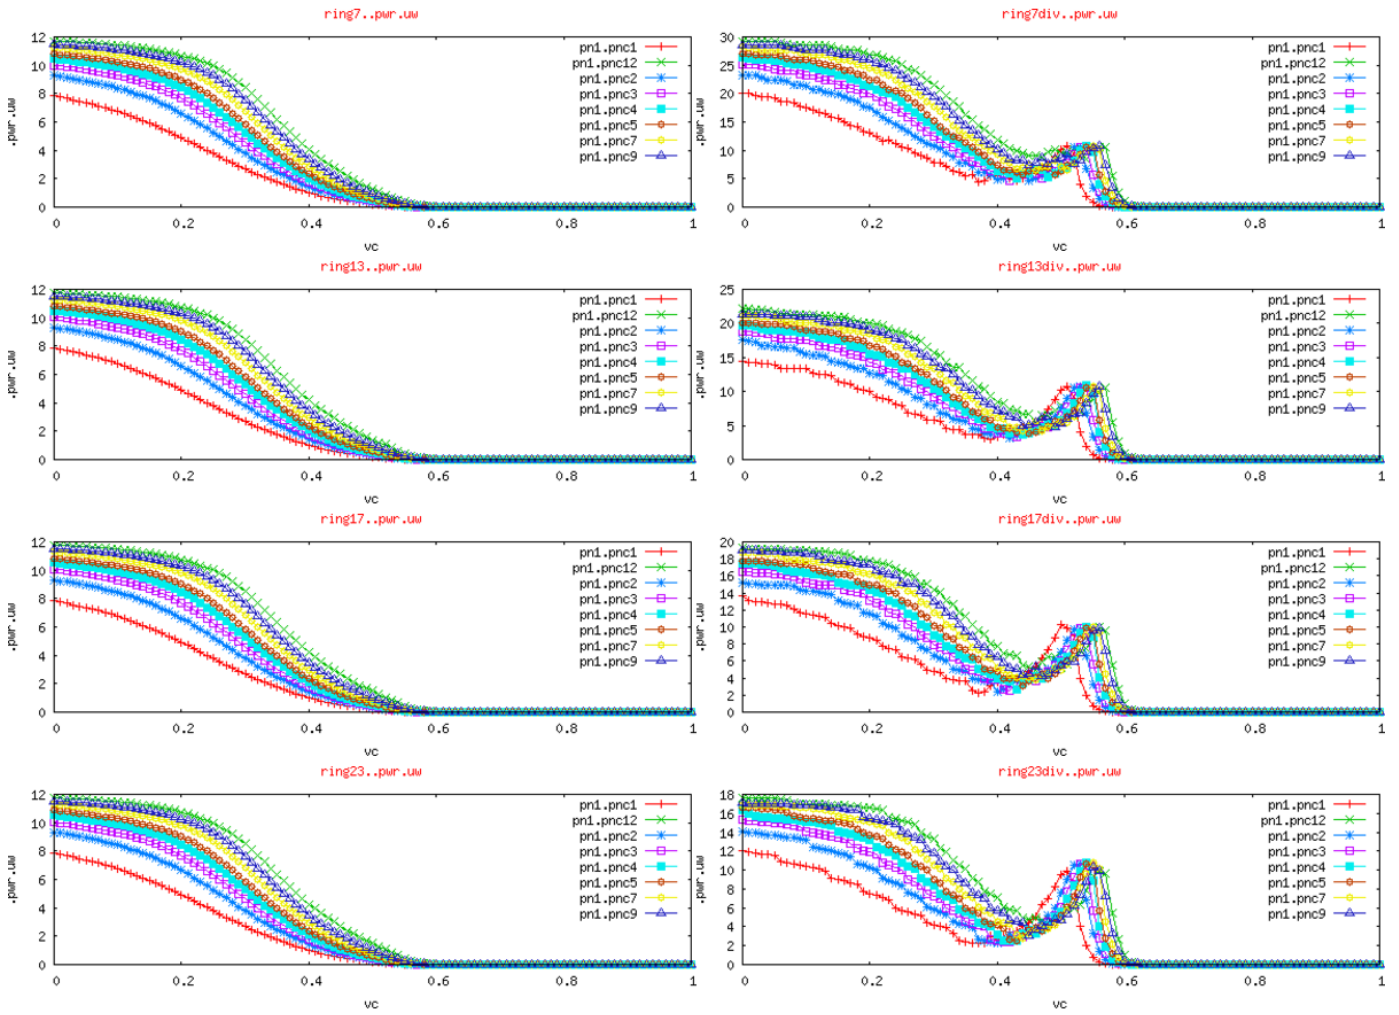 ring7..pwr.uw
12
10
8
6
4
2
0
.pwr.uw
pn1.pnc1
pn1.pnc12
pn1.pnc2
pn1.pnc3
pn1.pnc4
pn1.pnc5
pn1.pnc7
pn1.pnc9
0 0.2 0.4 0.6 0.8 1
vc
ring7div..pwr.uw
30
25
20
15
10
5
0
.pwr.uw
pn1.pnc1
pn1.pnc12
pn1.pnc2
pn1.pnc3
pn1.pnc4
pn1.pnc5
pn1.pnc7
pn1.pnc9
0 0.2 0.4 0.6 0.8 1
vc
ring13..pwr.uw
12
10
8
6
4
2
0
.pwr.uw
pn1.pnc1
pn1.pnc12
pn1.pnc2
pn1.pnc3
pn1.pnc4
pn1.pnc5
pn1.pnc7
pn1.pnc9
0 0.2 0.4 0.6 0.8 1
vc
ring13div..pwr.uw
25
20
15
10
5
0
.pwr.uw
pn1.pnc1
pn1.pnc12
pn1.pnc2
pn1.pnc3
pn1.pnc4
pn1.pnc5
pn1.pnc7
pn1.pnc9
0 0.2 0.4 0.6 0.8 1
vc
ring17..pwr.uw
12
10
8
6
4
2
0
.pwr.uw
pn1.pnc1
pn1.pnc12
pn1.pnc2
pn1.pnc3
pn1.pnc4
pn1.pnc5
pn1.pnc7
pn1.pnc9
0 0.2 0.4 0.6 0.8 1
vc
ring17div..pwr.uw
20
18
16
14
12
10
8
6
4
2
0
.pwr.uw
pn1.pnc1
pn1.pnc12
pn1.pnc2
pn1.pnc3
pn1.pnc4
pn1.pnc5
pn1.pnc7
pn1.pnc9
0 0.2 0.4 0.6 0.8 1
vc
ring23..pwr.uw
12
10
8
6
4
2
0
.pwr.uw
pn1.pnc1
pn1.pnc12
pn1.pnc2
pn1.pnc3
pn1.pnc4
pn1.pnc5
pn1.pnc7
pn1.pnc9
0 0.2 0.4 0.6 0.8 1
vc
ring23div..pwr.uw
18
16
14
12
10
8
6
4
2
0
.pwr.uw
pn1.pnc1
pn1.pnc12
pn1.pnc2
pn1.pnc3
pn1.pnc4
pn1.pnc5
pn1.pnc7
pn1.pnc9
0 0.2 0.4 0.6 0.8 1
vc